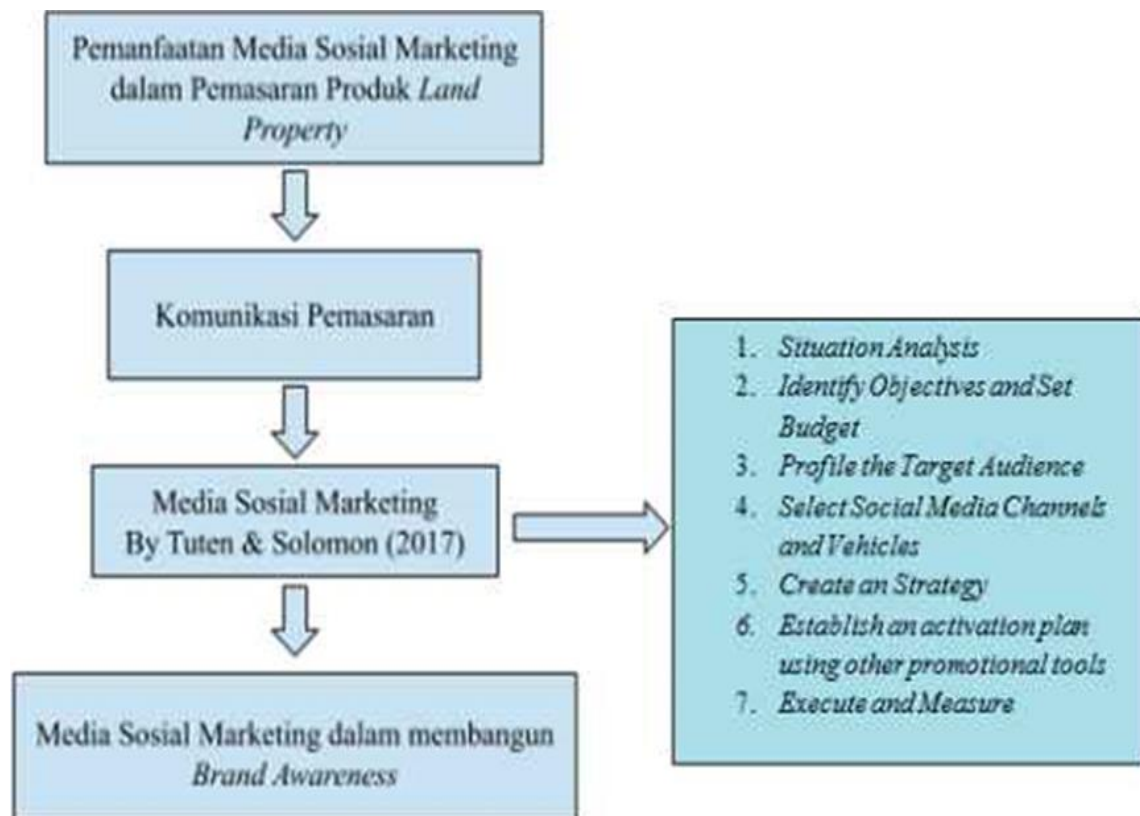 Pemanfaatan Media Sosial Marketing
dalam Pemasaran Produk Land
Property
Komunikasi Pemasaran
Media Sosial Marketing
By Tuten & Solomon (2017)
1. Situation Analysis
2. Identify Objectives and Set
Budget
3. Profile the Target Audience
4. Select Social Media Channels
and Vehicles
5. Create an Strategy
6. Establish an activation plan
using other promotional tools
7. Execute and Measure
Media Sosial Marketing dalam membangun
Brand Awareness